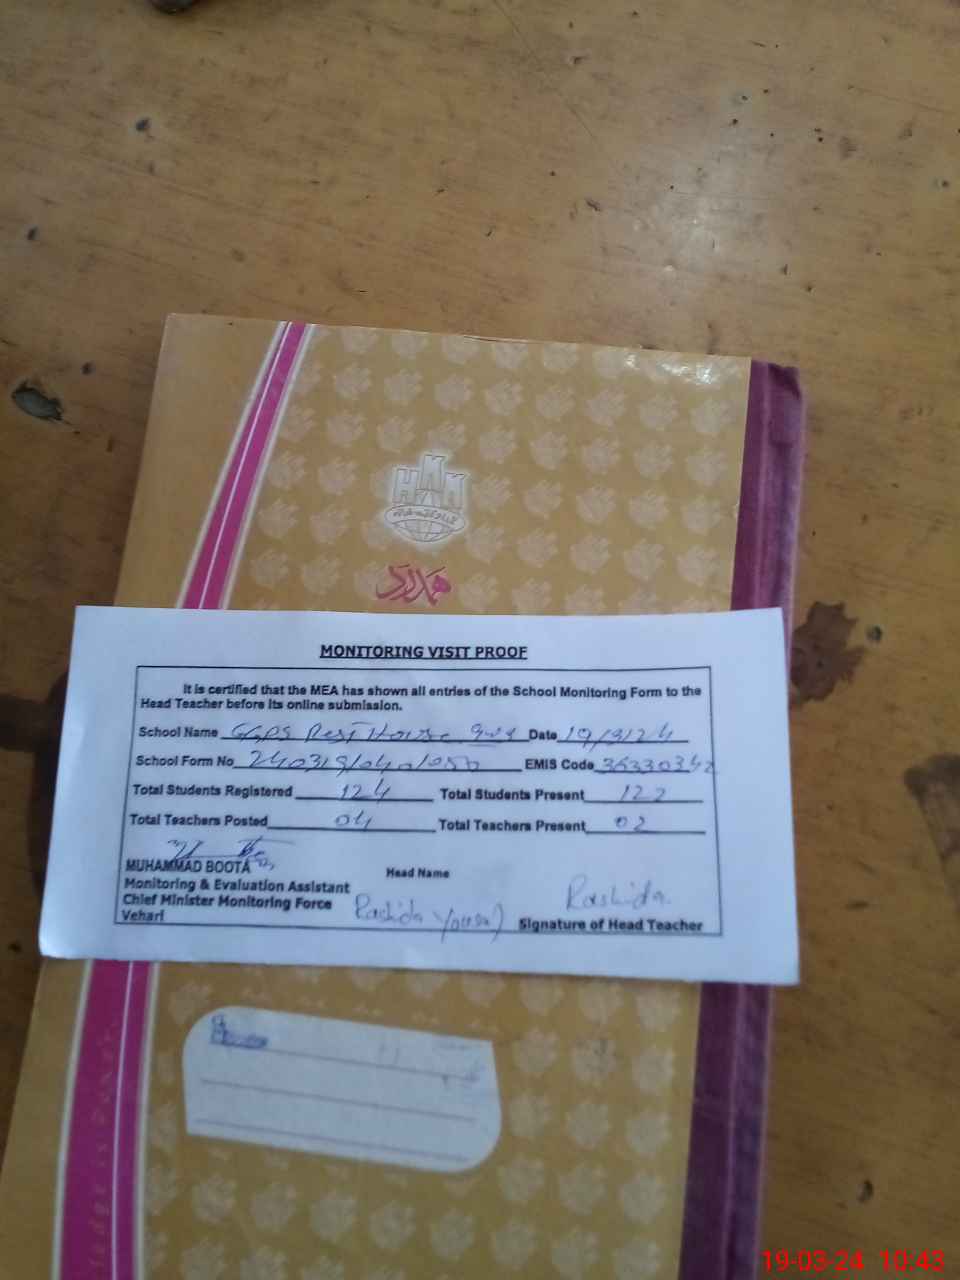 HKM
ہمدرد
MONITORING VISIT PROOF
It is certified that the MEA has shown all entries of the School Monitoring Form to the
Head Teacher before its online submission.
School Name GGPS Rest House Date 19/3/24
School Form No EMIS Code 36330342
Total Students Registered 124 Total Students Present 122
Total Teachers Posted 04 Total Teachers Present 02
MUHAMMAD BOOTA
Monitoring & Evaluation Assistant
Chief Minister Monitoring Force
Vehari
Head Name
Rashida Yousaf
Rashida
Signature of Head Teacher
19-03-24 10:43